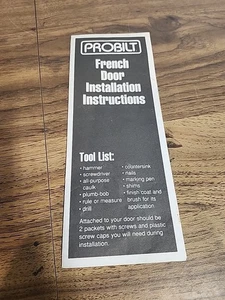 PROBILT
French
Door
Installation
Instructions
Tool List:
• hammer
• screwdriver
• all-purpose
caulk
• plumb-bob
• rule or measure
• drill
• countersink
• nails
• marking pen
• shims
• finish coat and
brush for its
application
Attached to your door should be
2 packets with screws and plastic
screw caps you will need during
installation.